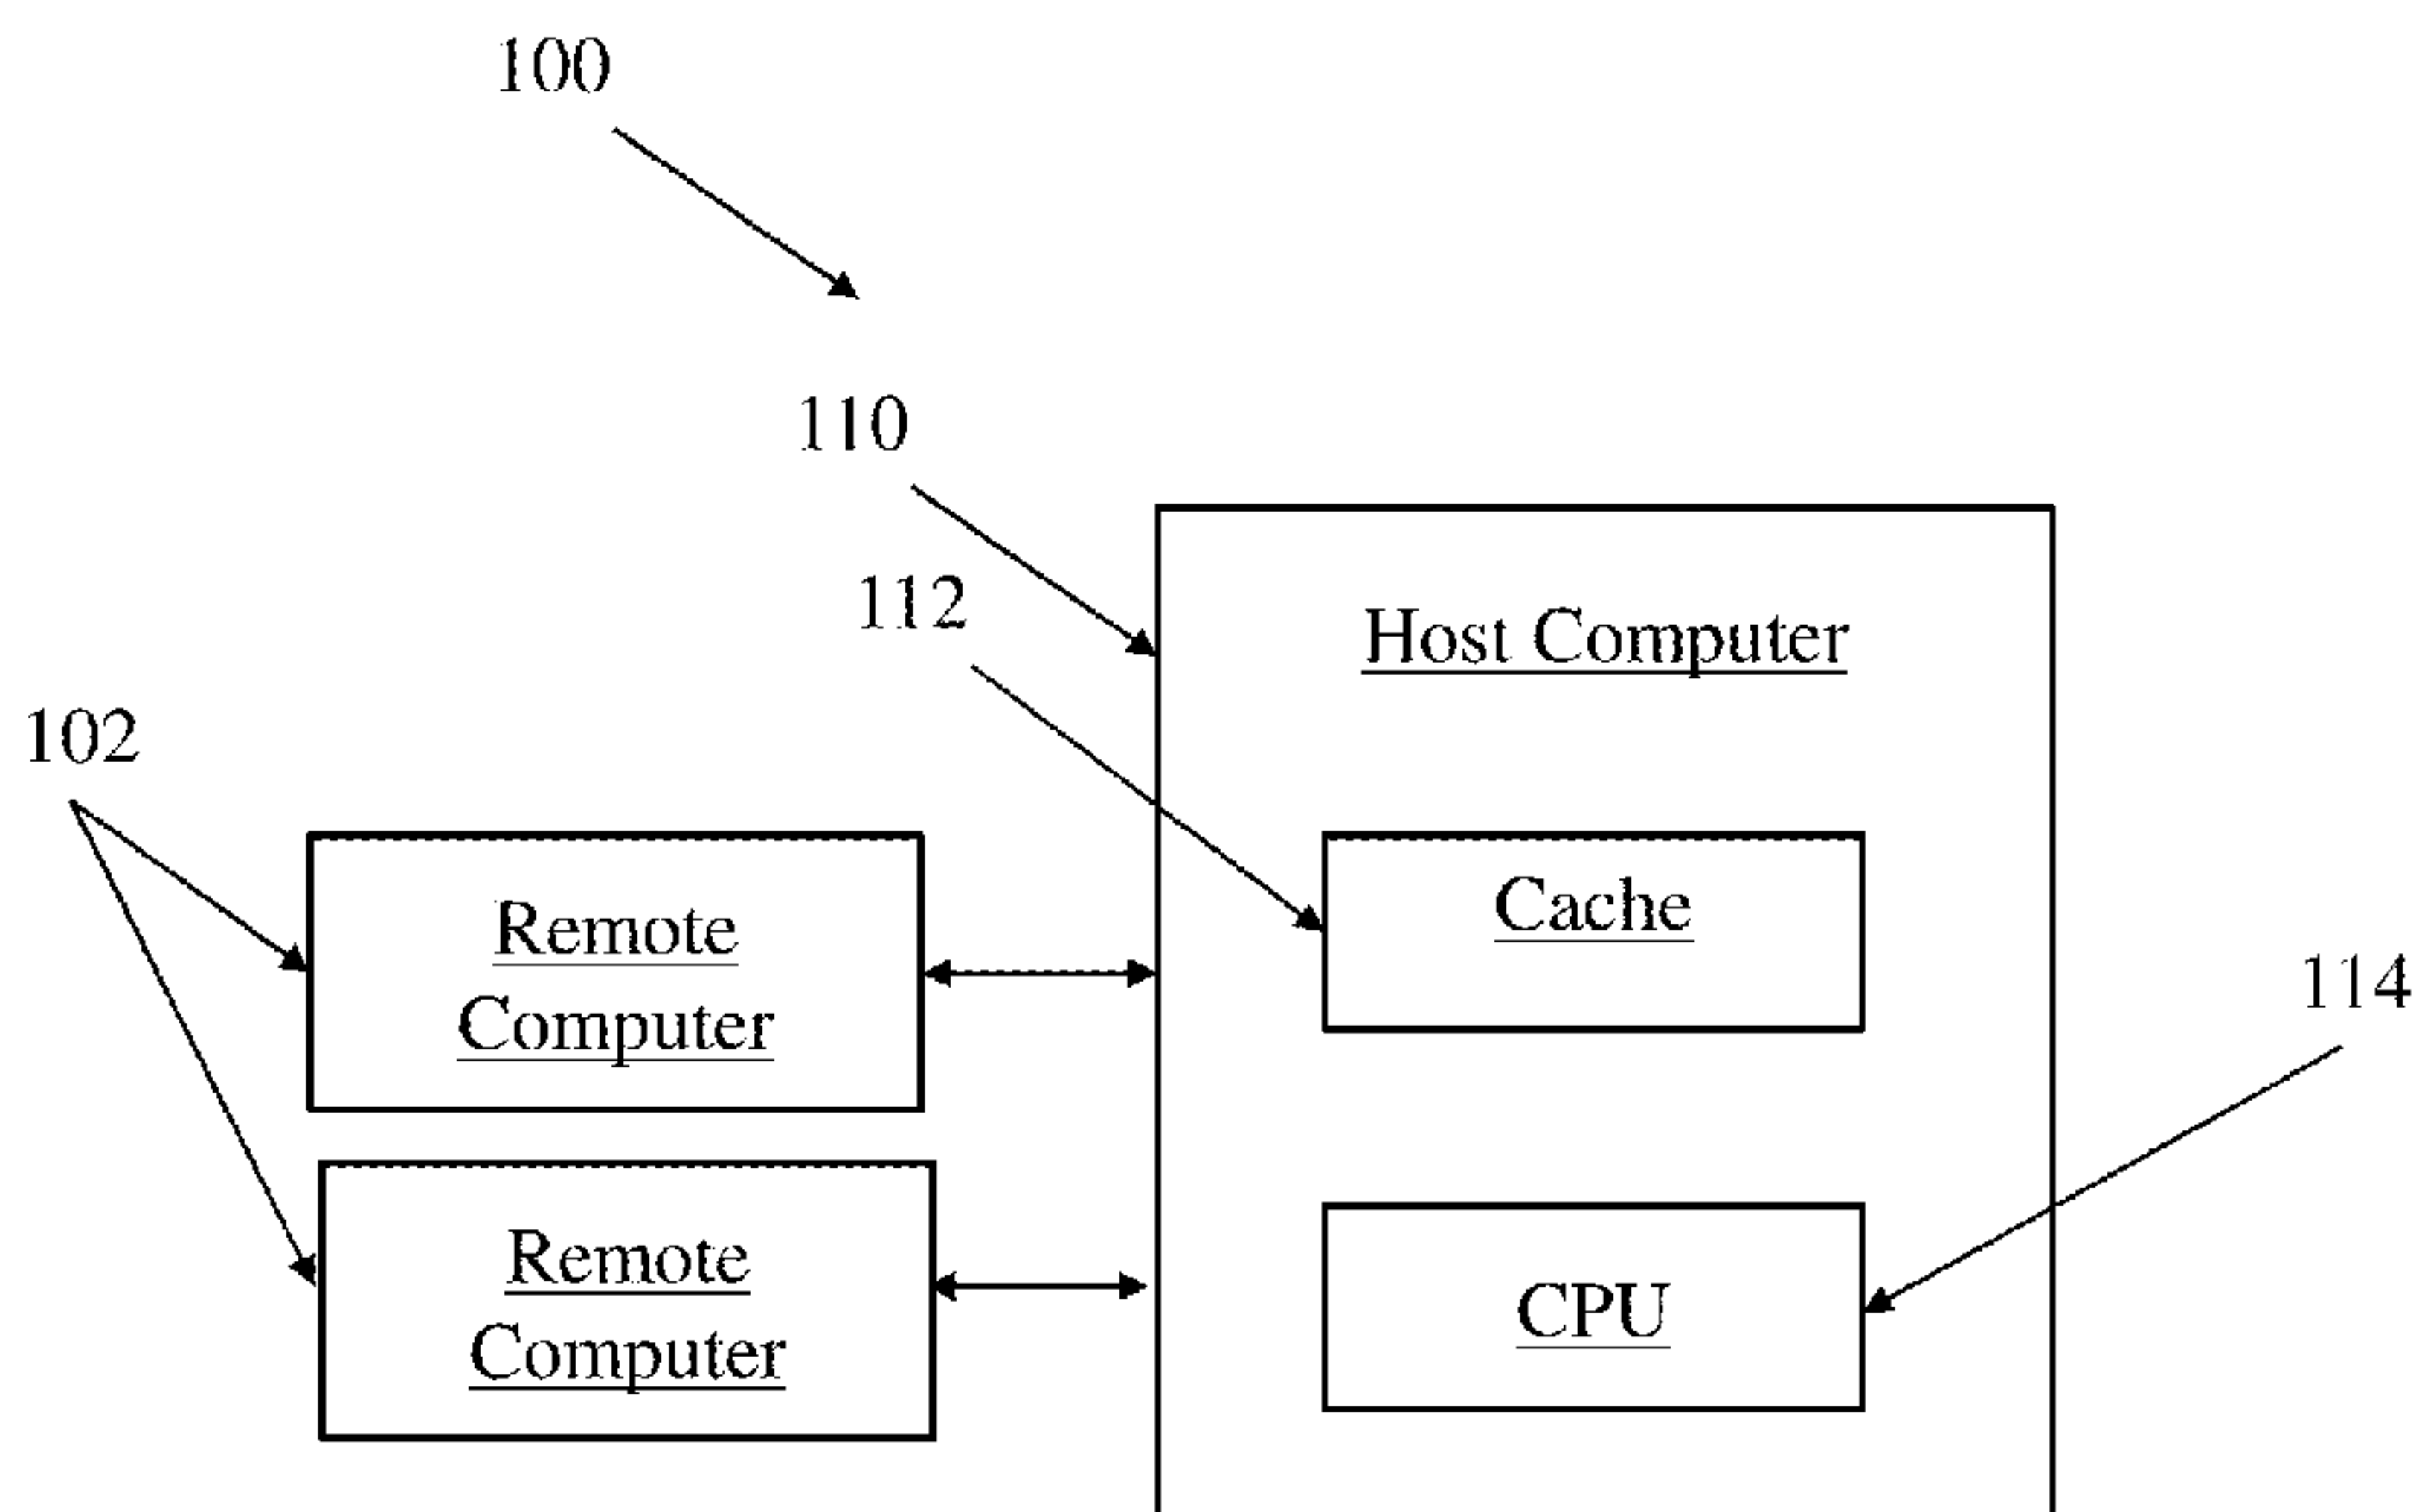 100
110
112
Host Computer
102
Cache
Remote
Computer
114
Remote
Computer
CPU